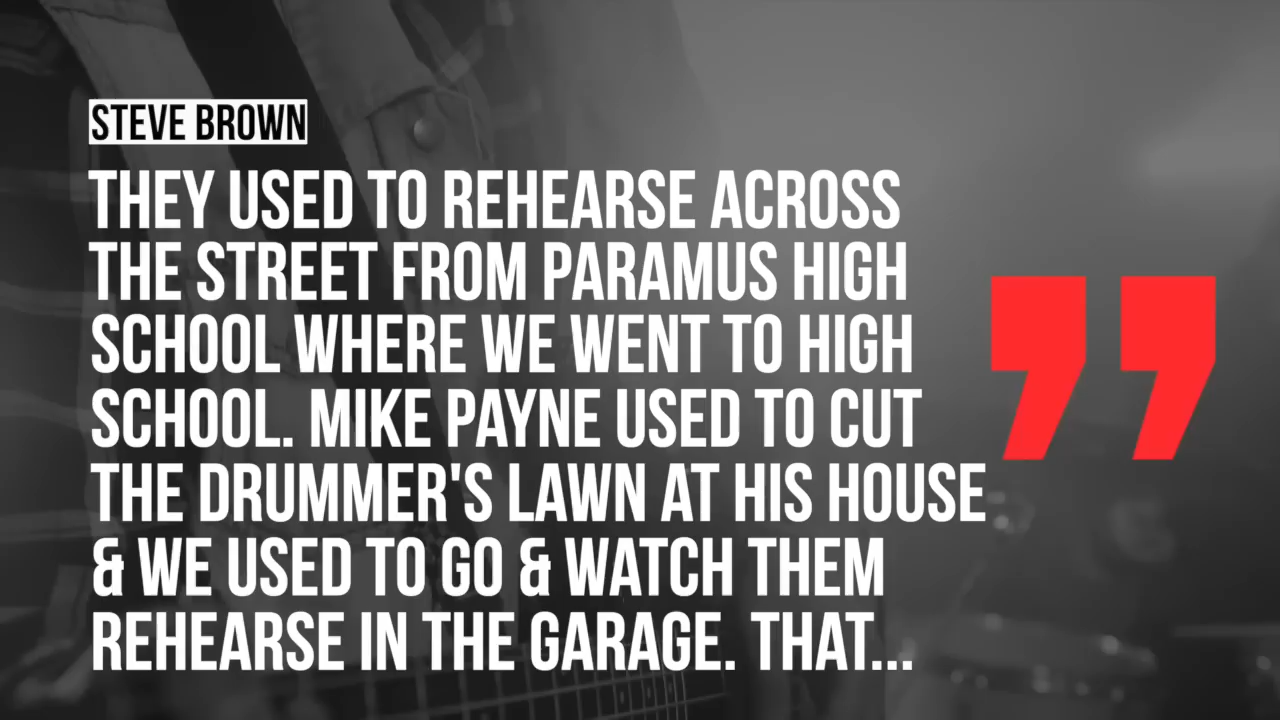 STEVE BROWN
THEY USED TO REHEARSE ACROSS
THE STREET FROM PARAMUS HIGH
SCHOOL WHERE WE WENT TO HIGH
SCHOOL. MIKE PAYNE USED TO CUT
THE DRUMMER'S LAWN AT HIS HOUSE
& WE USED TO GO & WATCH THEM
REHEARSE IN THE GARAGE. THAT...
”